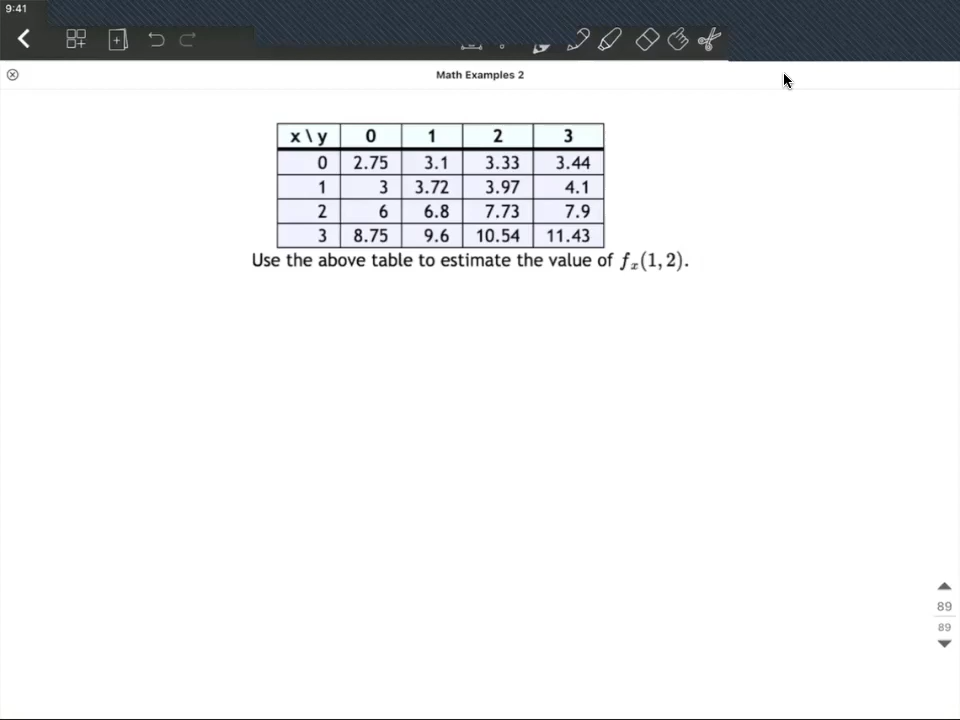 9:41
Math Examples 2
x \ y 0 1 2 3
0 2.75 3.1 3.33 3.44
1 3 3.72 3.97 4.1
2 6 6.8 7.73 7.9
3 8.75 9.6 10.54 11.43
Use the above table to estimate the value of fₓ(1, 2).
89
89